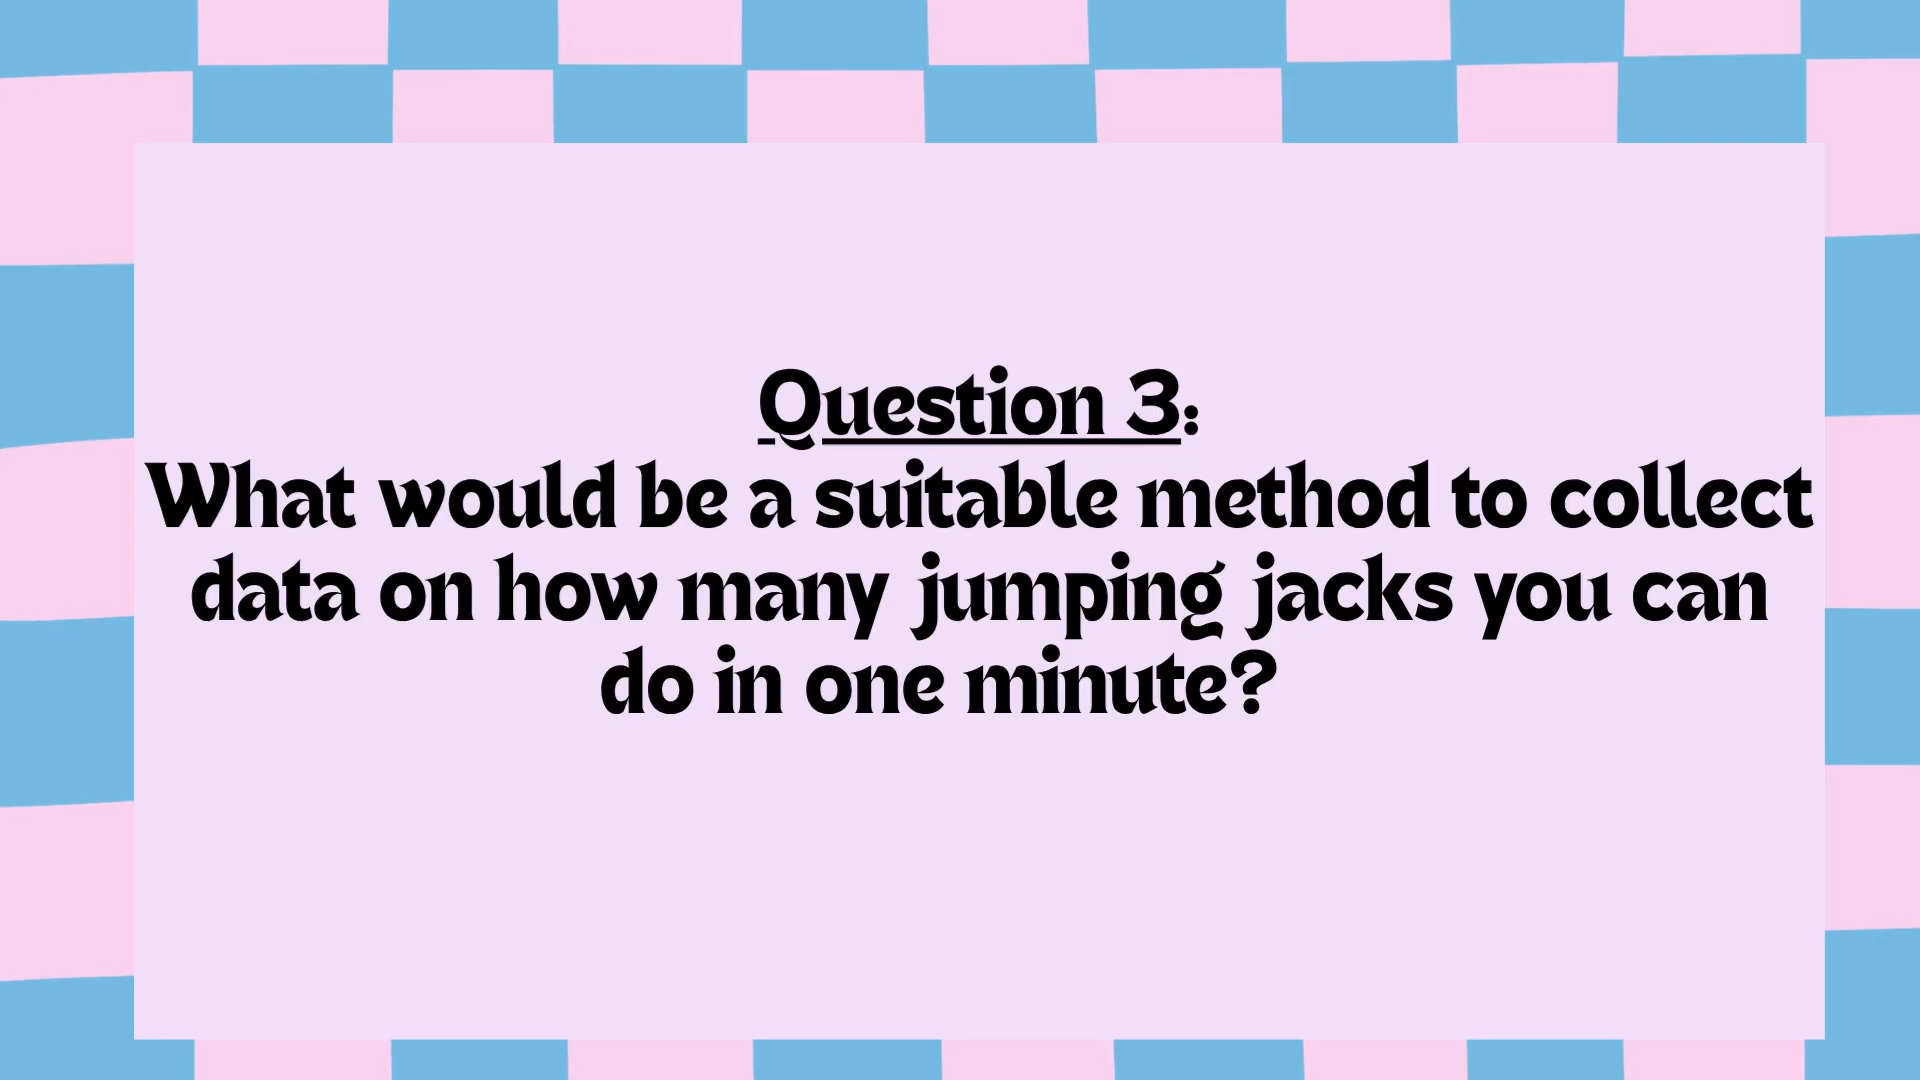 Question 3:
What would be a suitable method to collect
data on how many jumping jacks you can
do in one minute?